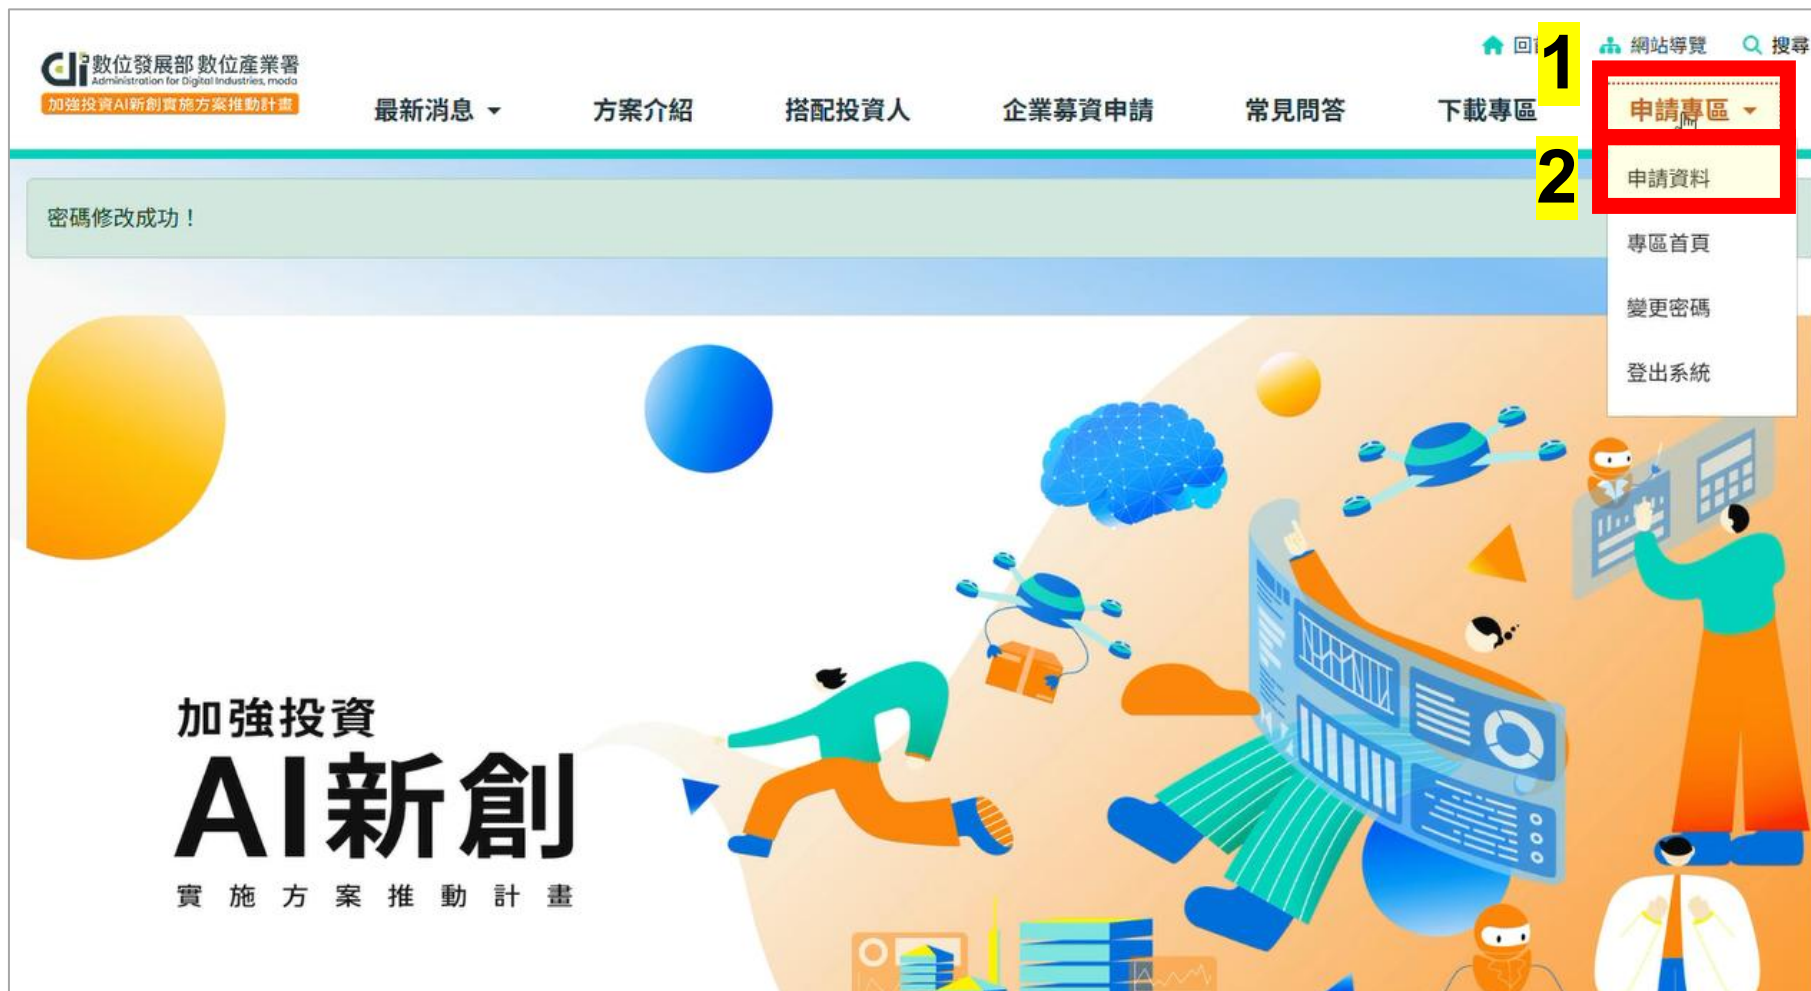 回
網站導覽
搜尋
1
數位發展部 數位產業署
Administration for Digital Industries, moda
加強投資AI新創實施方案推動計畫
最新消息
方案介紹
搭配投資人
企業募資申請
常見問答
下載專區
申請專區
2
申請資料
專區首頁
變更密碼
登出系統
密碼修改成功！
加強投資
AI新創
實施方案推動計畫